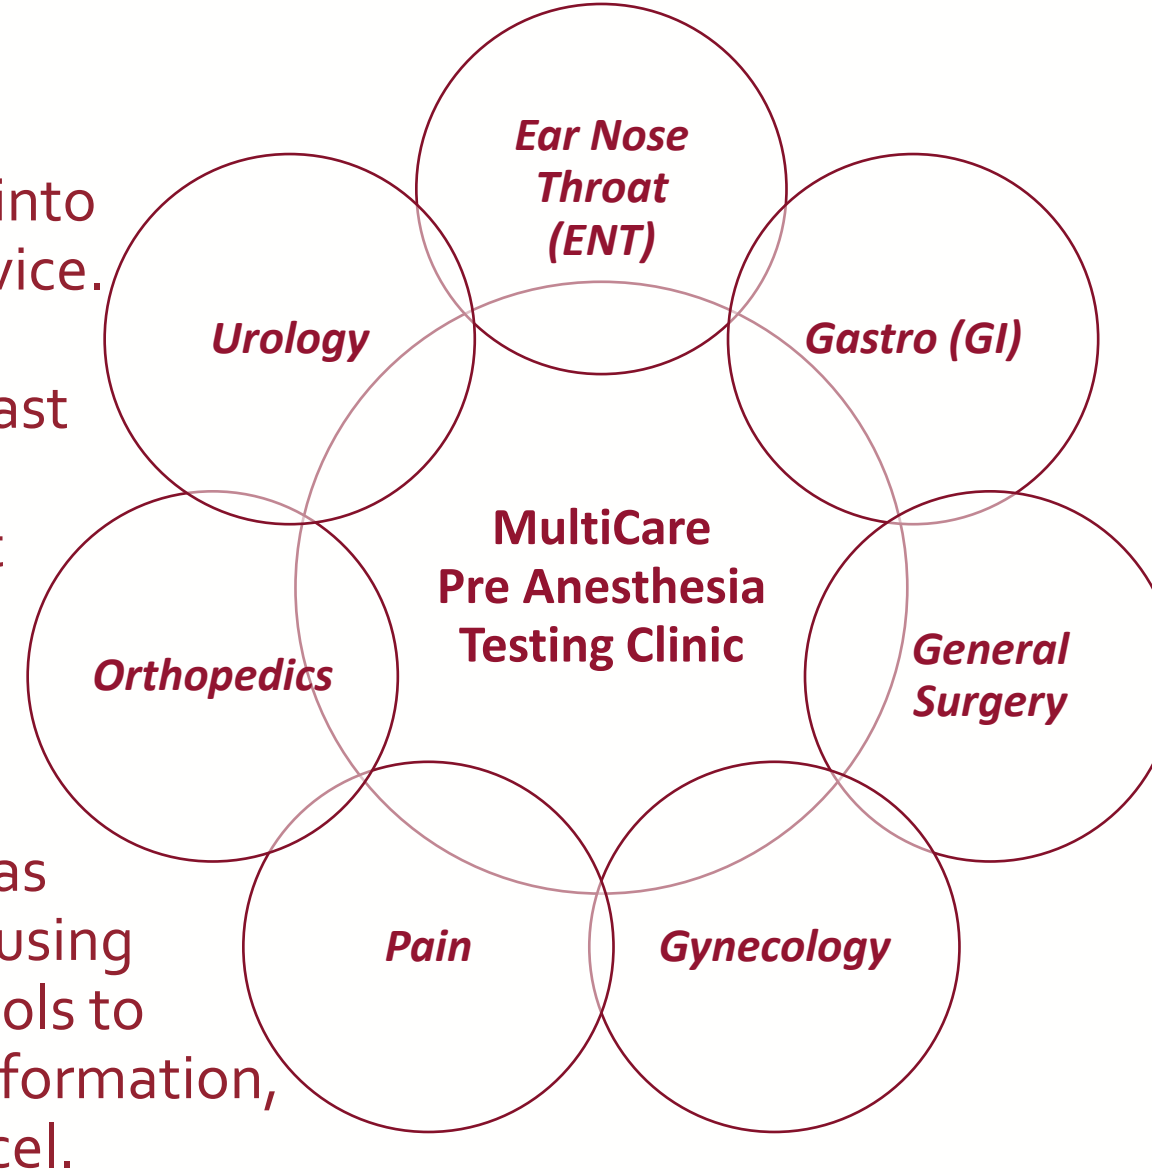 into
vice.
ast
t
as
using
ols to
formation,
cel.
Ear Nose
Throat
(ENT)
Urology
Gastro (GI)
MultiCare
Pre Anesthesia
Testing Clinic
Orthopedics
General
Surgery
Pain
Gynecology